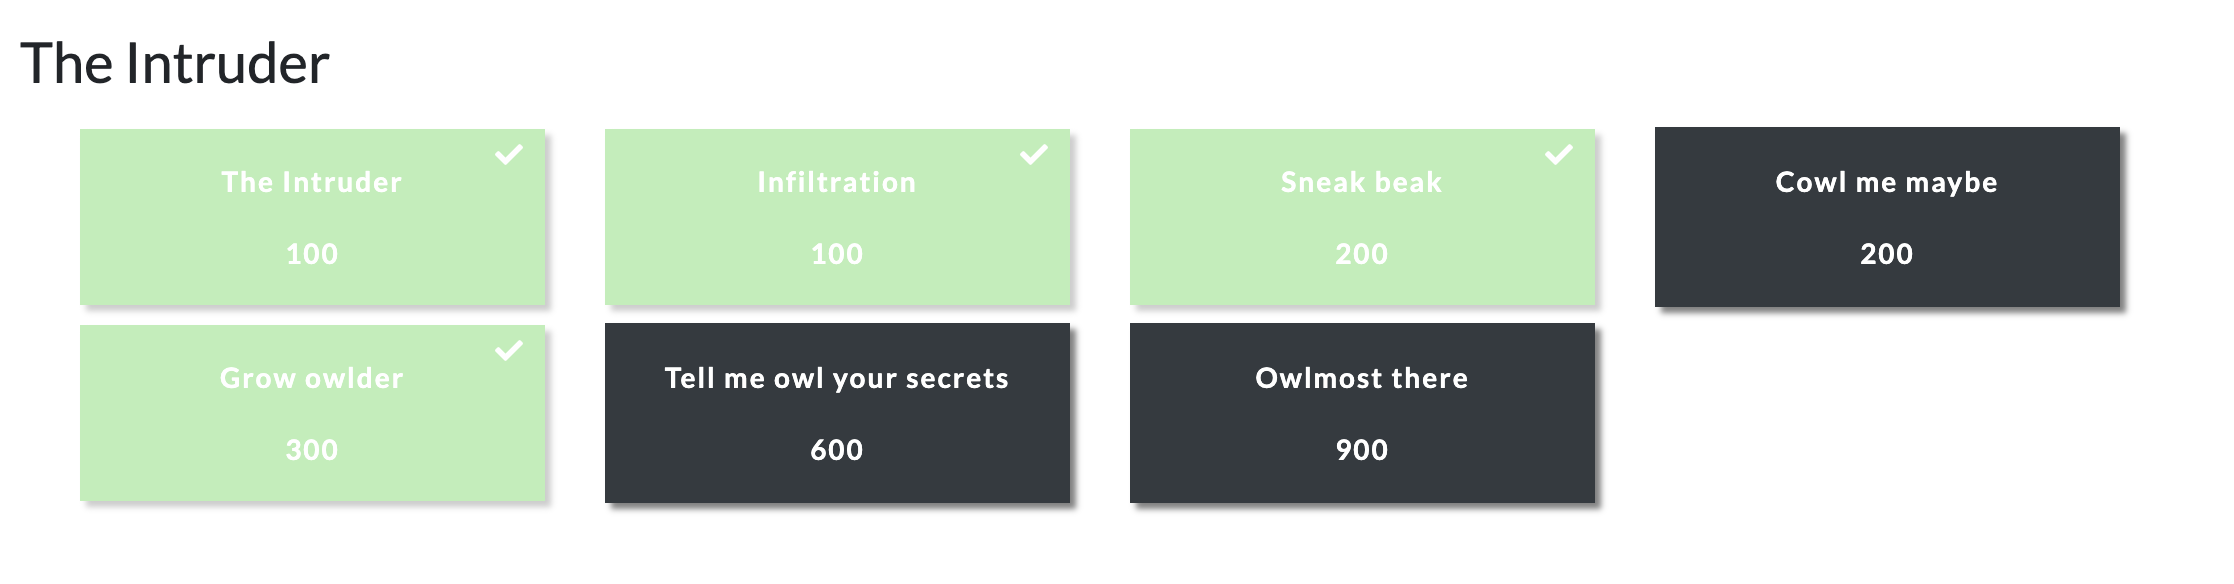 The Intruder
The Intruder
100
Infiltration
100
Sneak beak
200
Cowl me maybe
200
Grow owlder
300
Tell me owl your secrets
600
Owlmost there
900